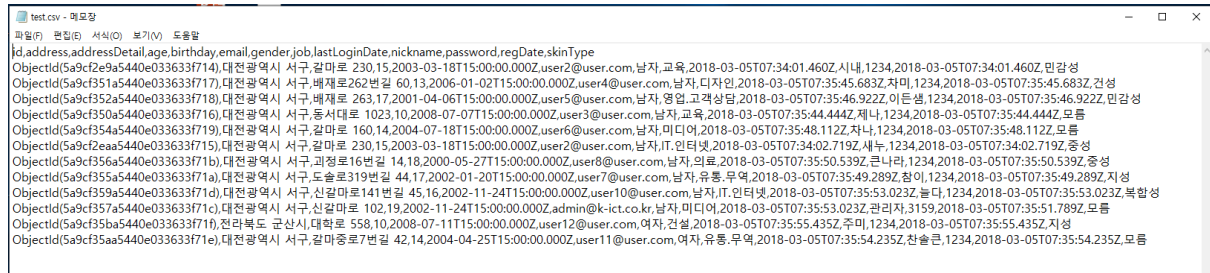 test.csv - 메모장
파일(F) 편집(E) 서식(O) 보기(V) 도움말
id,address,addressDetail,age,birthday,email,gender,job,lastLoginDate,nickname,password,regDate,skinType
ObjectId(5a9cf2e9a5440e033633f714),대전광역시 서구,갈마로 230,15,2003-03-18T15:00:00.000Z,user2@user.com,남자,교육,2018-03-05T07:34:01.460Z,시내,1234,2018-03-05T07:34:01.460Z,민감성
ObjectId(5a9cf351a5440e033633f717),대전광역시 서구,배재로262번길 60,13,2006-01-02T15:00:00.000Z,user4@user.com,남자,디자인,2018-03-05T07:35:45.683Z,차미,1234,2018-03-05T07:35:45.683Z,건성
ObjectId(5a9cf352a5440e033633f718),대전광역시 서구,배재로 263,17,2001-04-06T15:00:00.000Z,user5@user.com,남자,영업.고객상담,2018-03-05T07:35:46.922Z,이든샘,1234,2018-03-05T07:35:46.922Z,민감성
ObjectId(5a9cf350a5440e033633f716),대전광역시 서구,동서대로 1023,10,2008-07-07T15:00:00.000Z,user3@user.com,남자,교육,2018-03-05T07:35:44.444Z,제나,1234,2018-03-05T07:35:44.444Z,모름
ObjectId(5a9cf354a5440e033633f719),대전광역시 서구,갈마로 160,14,2004-07-18T15:00:00.000Z,user6@user.com,남자,미디어,2018-03-05T07:35:48.112Z,차나,1234,2018-03-05T07:35:48.112Z,모름
ObjectId(5a9cf2eaa5440e033633f715),대전광역시 서구,갈마로 230,15,2003-03-18T15:00:00.000Z,user2@user.com,남자,IT.인터넷,2018-03-05T07:34:02.719Z,새누,1234,2018-03-05T07:34:02.719Z,중성
ObjectId(5a9cf356a5440e033633f71b),대전광역시 서구,괴정로16번길 14,18,2000-05-27T15:00:00.000Z,user8@user.com,남자,의료,2018-03-05T07:35:50.539Z,큰나라,1234,2018-03-05T07:35:50.539Z,중성
ObjectId(5a9cf355a5440e033633f71a),대전광역시 서구,도솔로319번길 44,17,2002-01-20T15:00:00.000Z,user7@user.com,남자,유통.무역,2018-03-05T07:35:49.289Z,참이,1234,2018-03-05T07:35:49.289Z,지성
ObjectId(5a9cf359a5440e033633f71d),대전광역시 서구,신갈마로141번길 45,16,2002-11-24T15:00:00.000Z,user10@user.com,남자,IT.인터넷,2018-03-05T07:35:53.023Z,늘다,1234,2018-03-05T07:35:53.023Z,복합성
ObjectId(5a9cf357a5440e033633f71c),대전광역시 서구,신갈마로 102,19,2002-11-24T15:00:00.000Z,admin@k-ict.co.kr,남자,미디어,2018-03-05T07:35:53.023Z,관리자,3159,2018-03-05T07:35:51.789Z,모름
ObjectId(5a9cf35ba5440e033633f71f),전라북도 군산시,대학로 558,10,2008-07-11T15:00:00.000Z,user12@user.com,여자,건설,2018-03-05T07:35:55.435Z,주미,1234,2018-03-05T07:35:55.435Z,지성
ObjectId(5a9cf35aa5440e033633f71e),대전광역시 서구,갈마중로7번길 42,14,2004-04-25T15:00:00.000Z,user11@user.com,여자,유통.무역,2018-03-05T07:35:54.235Z,찬솔큰,1234,2018-03-05T07:35:54.235Z,모름